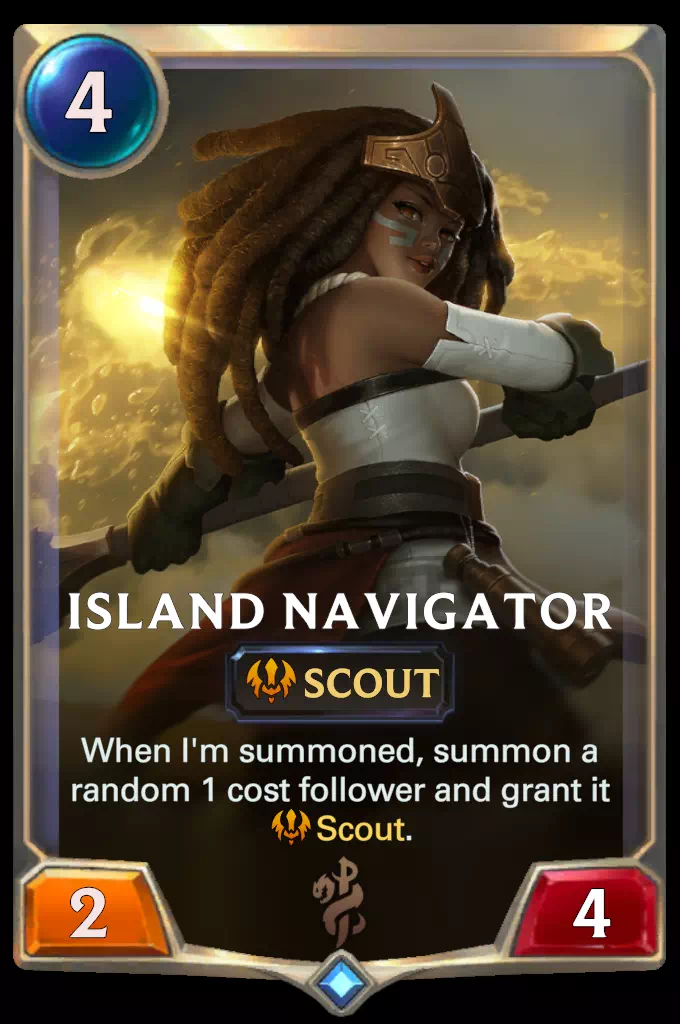 4
ISLAND NAVIGATOR
SCOUT
When I'm summoned, summon a
random 1 cost follower and grant it
Scout.
2
4